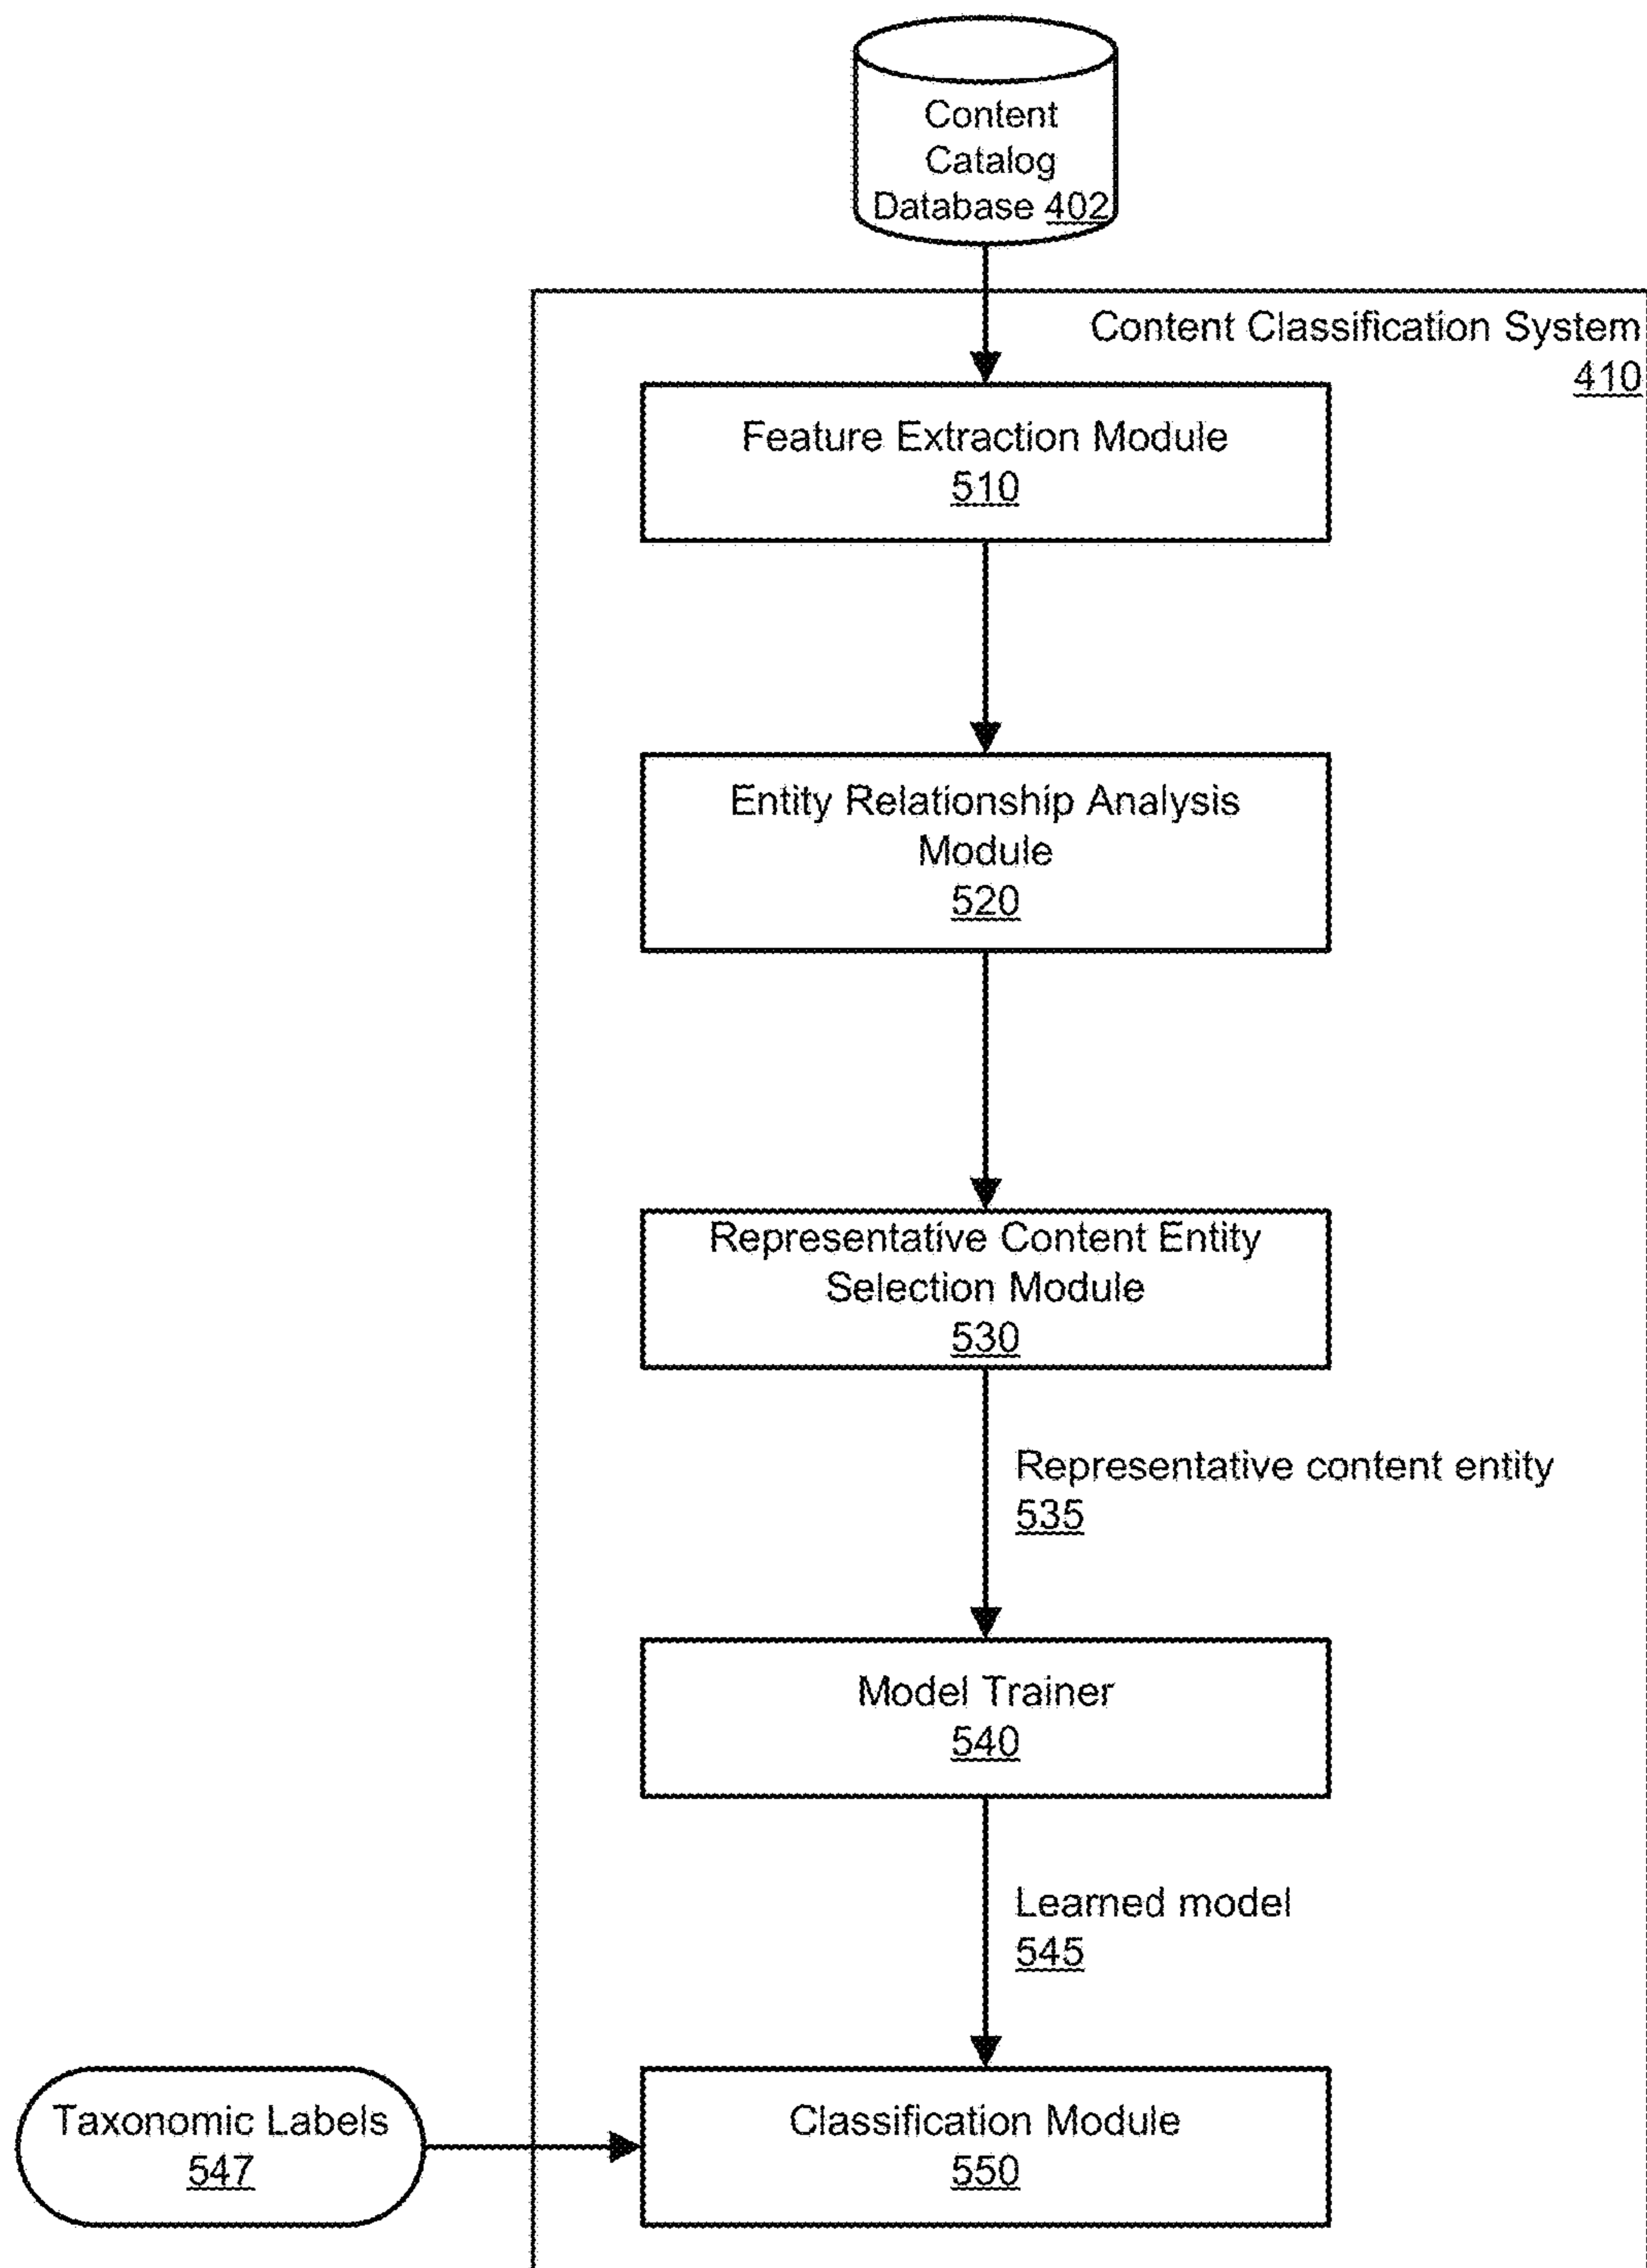 Content
Catalog
Database 402
Content Classification System
410
Feature Extraction Module
510
Entity Relationship Analysis
Module
520
Representative Content Entity
Selection Module
530
Representative content entity
535
Model Trainer
540
Learned model
545
Taxonomic Labels
547
Classification Module
550